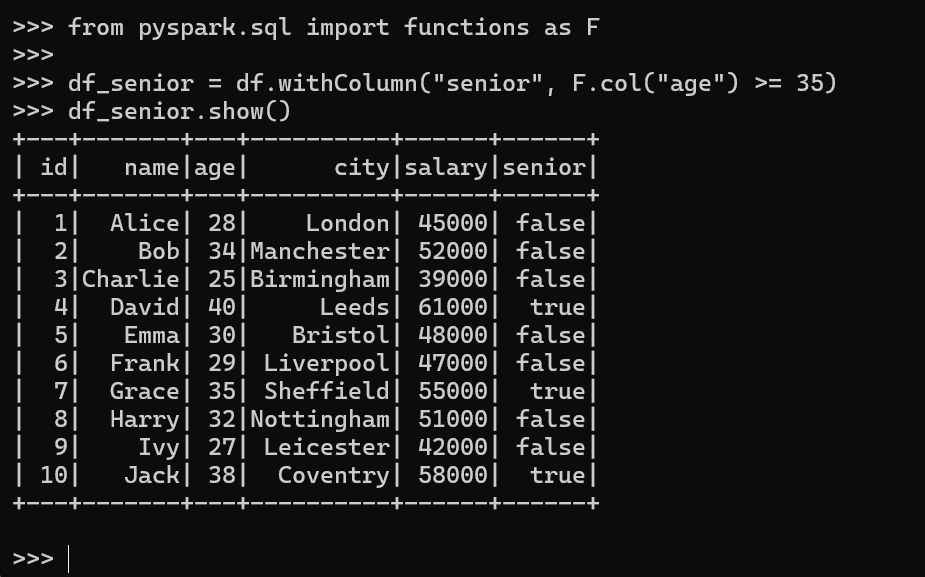 >>> from pyspark.sql import functions as F
>>>
>>> df_senior = df.withColumn("senior", F.col("age") >= 35)
>>> df_senior.show()
+---+-------+---+----------+------+------+
| id|   name|age|      city|salary|senior|
+---+-------+---+----------+------+------+
|  1|  Alice| 28|    London| 45000| false|
|  2|    Bob| 34|Manchester| 52000| false|
|  3|Charlie| 25|Birmingham| 39000| false|
|  4|  David| 40|     Leeds| 61000|  true|
|  5|   Emma| 30|   Bristol| 48000| false|
|  6|  Frank| 29| Liverpool| 47000| false|
|  7|  Grace| 35| Sheffield| 55000|  true|
|  8|  Harry| 32|Nottingham| 51000| false|
|  9|    Ivy| 27| Leicester| 42000| false|
| 10|   Jack| 38|  Coventry| 58000|  true|
+---+-------+---+----------+------+------+
>>>